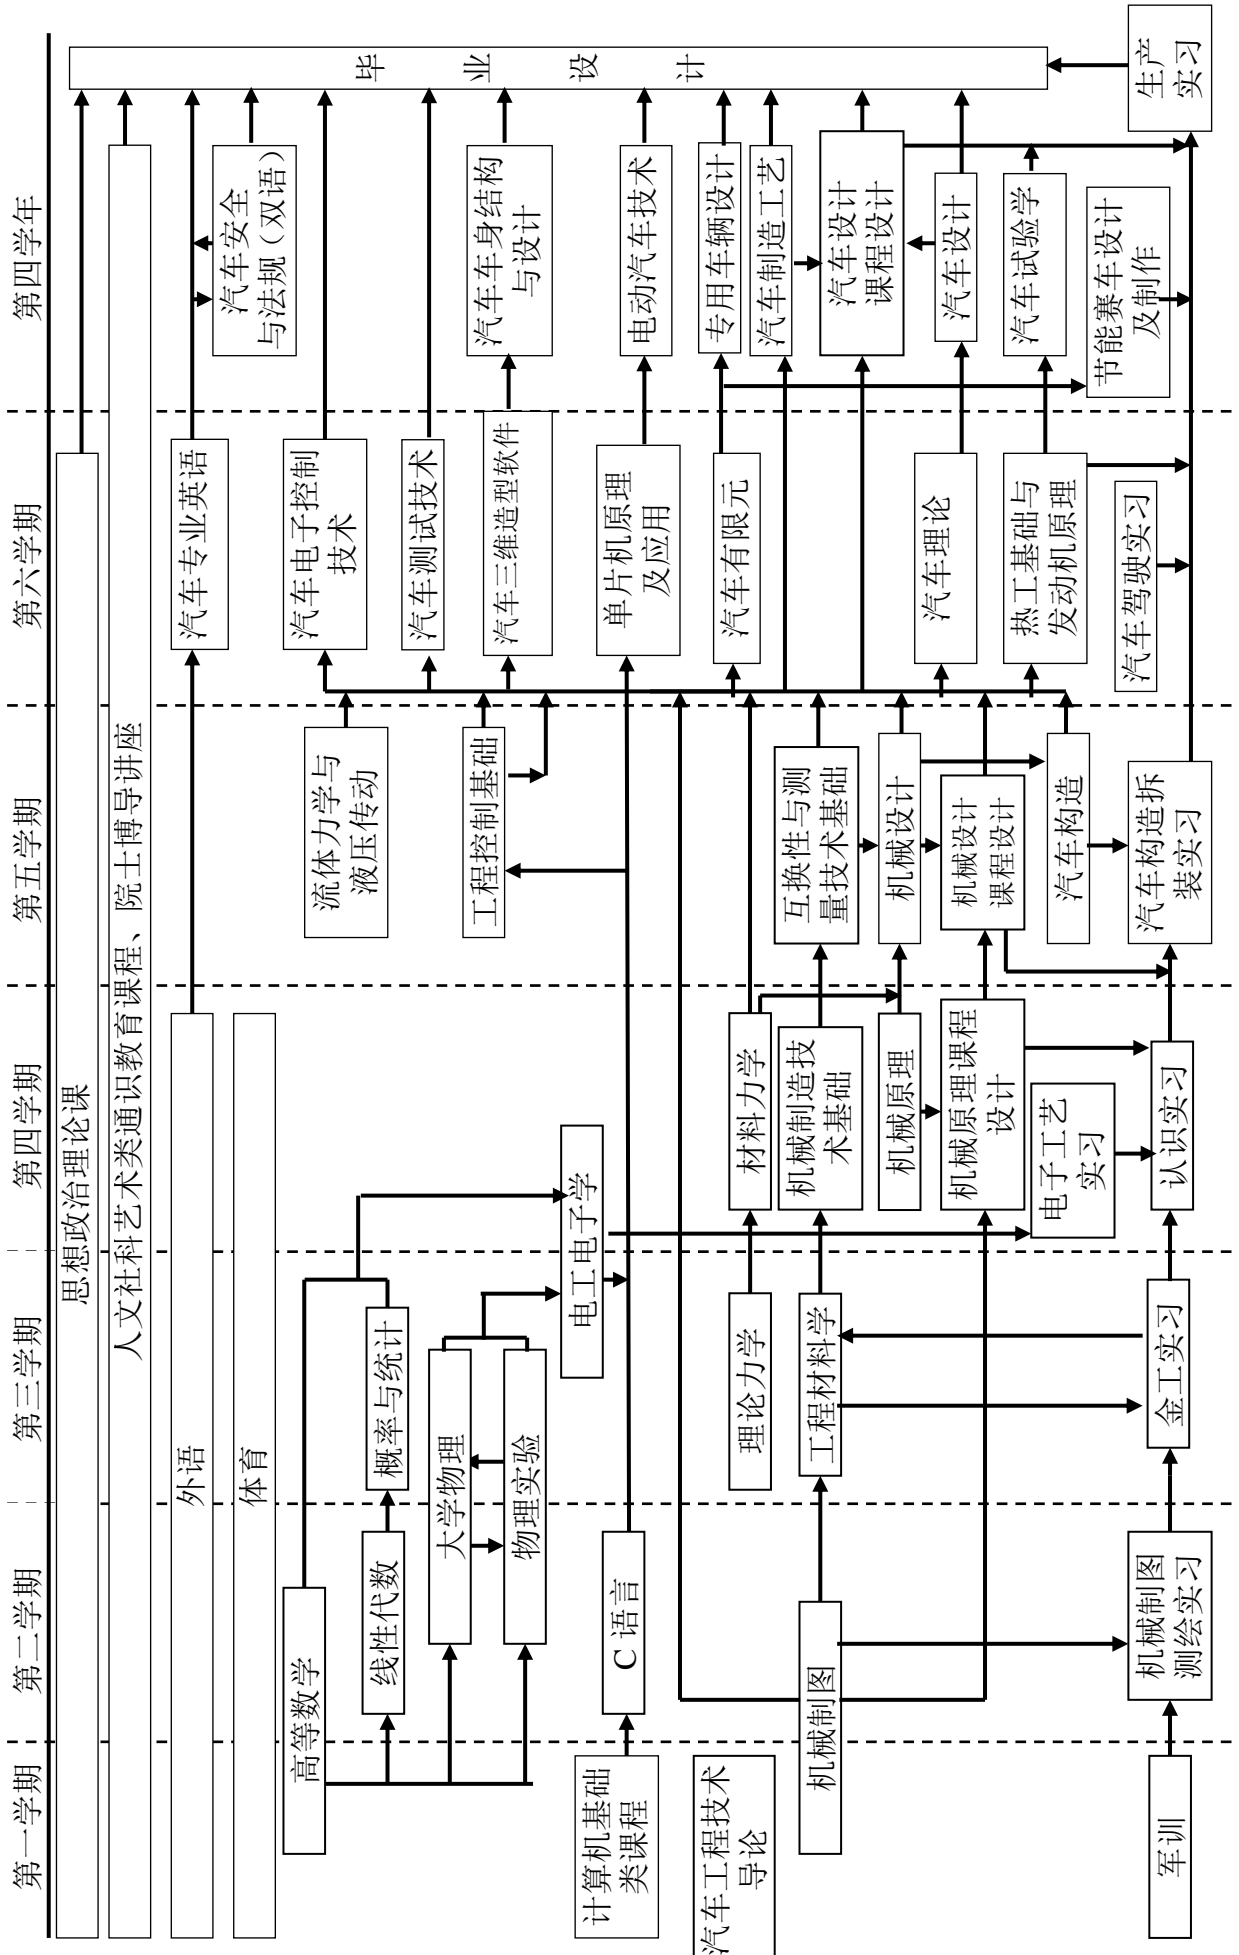 第一学期
第二学期
第三学期
第四学期
第五学期
第六学期
第四学年
思想政治理论课
人文社科艺术类通识教育课程、院士博导讲座
外语
体育
汽车专业英语
汽车安全
与法规（双语）
毕业设计
高等数学
线性代数
概率与统计
大学物理
物理实验
电工电子学
流体力学与
液压传动
工程控制基础
汽车电子控制
技术
汽车测试技术
汽车三维造型软件
汽车车身结构
与设计
计算机基础
类课程
C 语言
单片机原理
及应用
电动汽车技术
汽车工程技术
导论
理论力学
材料力学
汽车有限元
专用车辆设计
汽车制造工艺
机械制图
工程材料学
机械制造技
术基础
互换性与测
量技术基础
汽车设计
课程设计
机械原理
机械设计
汽车理论
汽车设计
机械原理课程
设计
机械设计
课程设计
热工基础与
发动机原理
汽车试验学
电子工艺
实习
汽车构造
汽车驾驶实习
节能赛车设计
及制作
军训
机械制图
测绘实习
金工实习
认识实习
汽车构造拆
装实习
生产
实习